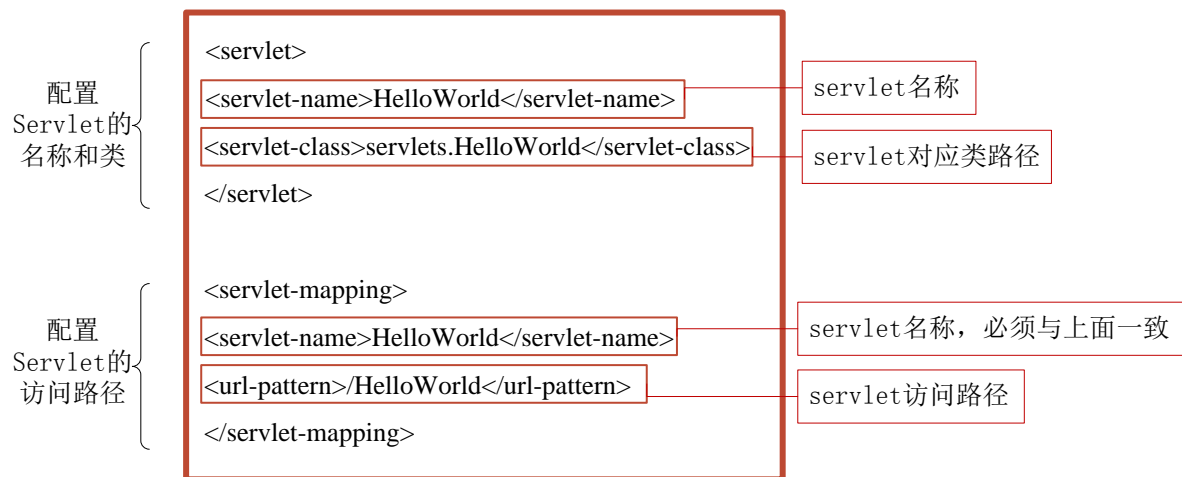 配置
Servlet的
名称和类
<servlet>
<servlet-name>HelloWorld</servlet-name>
<servlet-class>servlets.HelloWorld</servlet-class>
</servlet>
servlet名称
servlet对应类路径
配置
Servlet的
访问路径
<servlet-mapping>
<servlet-name>HelloWorld</servlet-name>
<url-pattern>/HelloWorld</url-pattern>
</servlet-mapping>
servlet名称，必须与上面一致
servlet访问路径